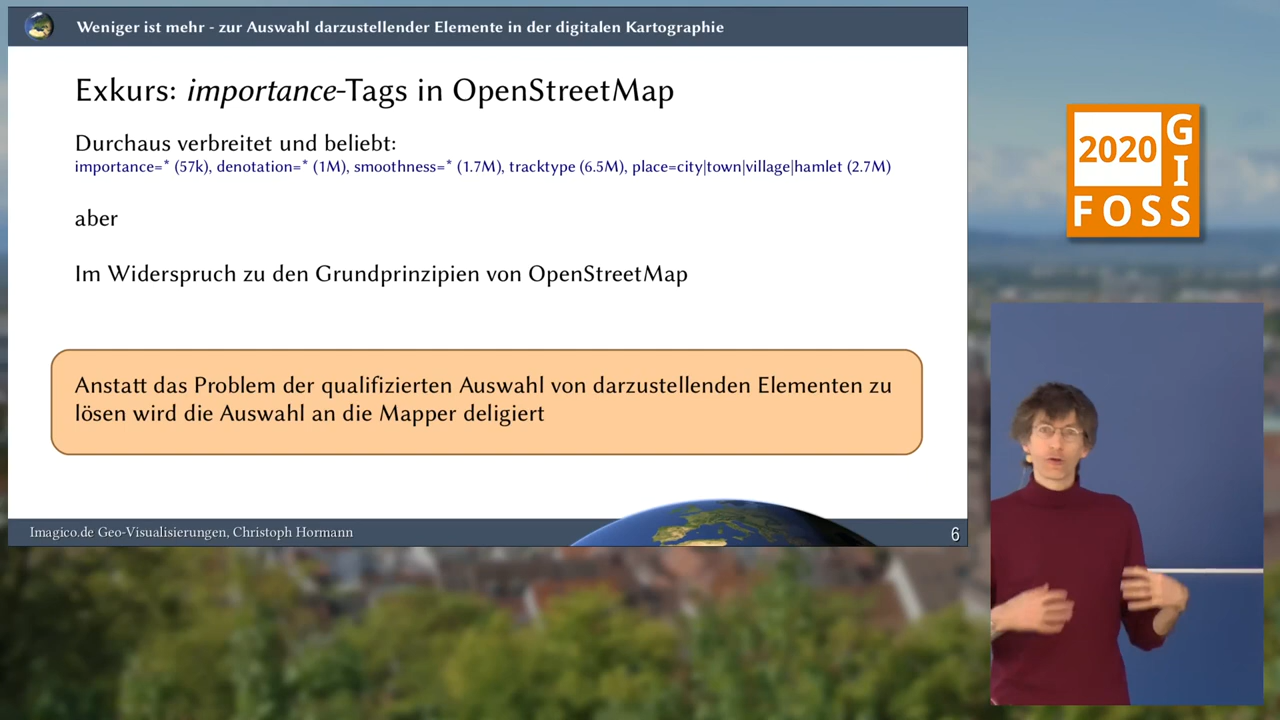 Weniger ist mehr - zur Auswahl darzustellender Elemente in der digitalen Kartographie
Exkurs: importance-Tags in OpenStreetMap
Durchaus verbreitet und beliebt:
importance=* (57k), denotation=* (1M), smoothness=* (1.7M), tracktype (6.5M), place=city|town|village|hamlet (2.7M)
aber
Im Widerspruch zu den Grundprinzipien von OpenStreetMap
Anstatt das Problem der qualifizierten Auswahl von darzustellenden Elementen zu
lösen wird die Auswahl an die Mapper deligiert
Imagico.de Geo-Visualisierungen, Christoph Hormann
6
2020
G
I
FOSS